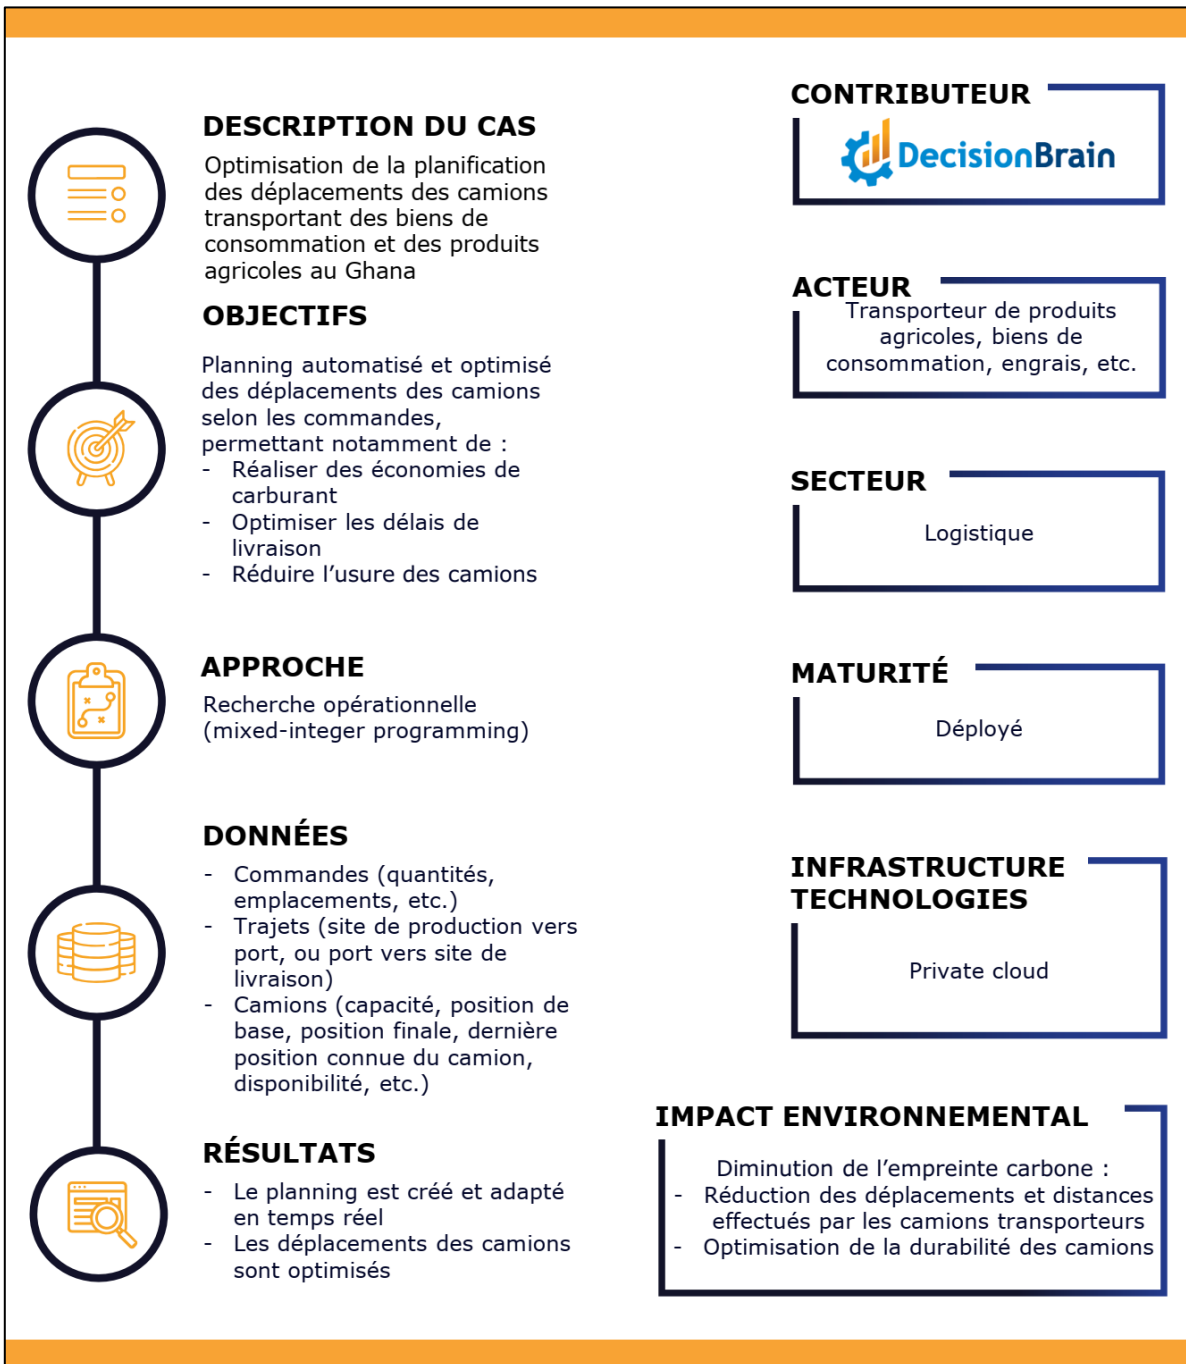 DESCRIPTION DU CAS
Optimisation de la planification
des déplacements des camions
transportant des biens de
consommation et des produits
agricoles au Ghana
OBJECTIFS
Planning automatisé et optimisé
des déplacements des camions
selon les commandes,
permettant notamment de :
- Réaliser des économies de
carburant
- Optimiser les délais de
livraison
- Réduire l’usure des camions
APPROCHE
Recherche opérationnelle
(mixed-integer programming)
DONNÉES
- Commandes (quantités,
emplacements, etc.)
- Trajets (site de production vers
port, ou port vers site de
livraison)
- Camions (capacité, position de
base, position finale, dernière
position connue du camion,
disponibilité, etc.)
RÉSULTATS
- Le planning est créé et adapté
en temps réel
- Les déplacements des camions
sont optimisés
CONTRIBUTEUR
DecisionBrain
ACTEUR
Transporteur de produits
agricoles, biens de
consommation, engrais, etc.
SECTEUR
Logistique
MATURITÉ
Déployé
INFRASTRUCTURE
TECHNOLOGIES
Private cloud
IMPACT ENVIRONNEMENTAL
Diminution de l’empreinte carbone :
- Réduction des déplacements et distances
effectués par les camions transporteurs
- Optimisation de la durabilité des camions